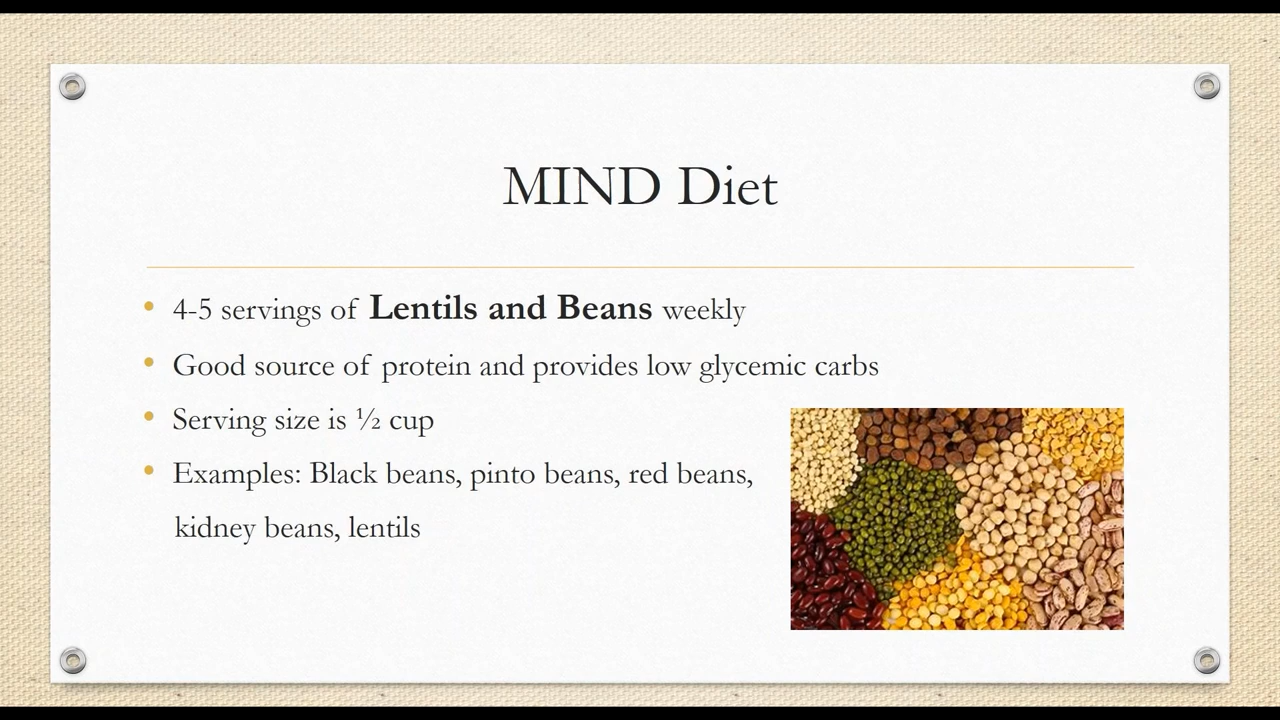 MIND Diet
• 4-5 servings of Lentils and Beans weekly
• Good source of protein and provides low glycemic carbs
• Serving size is ½ cup
• Examples: Black beans, pinto beans, red beans,
kidney beans, lentils